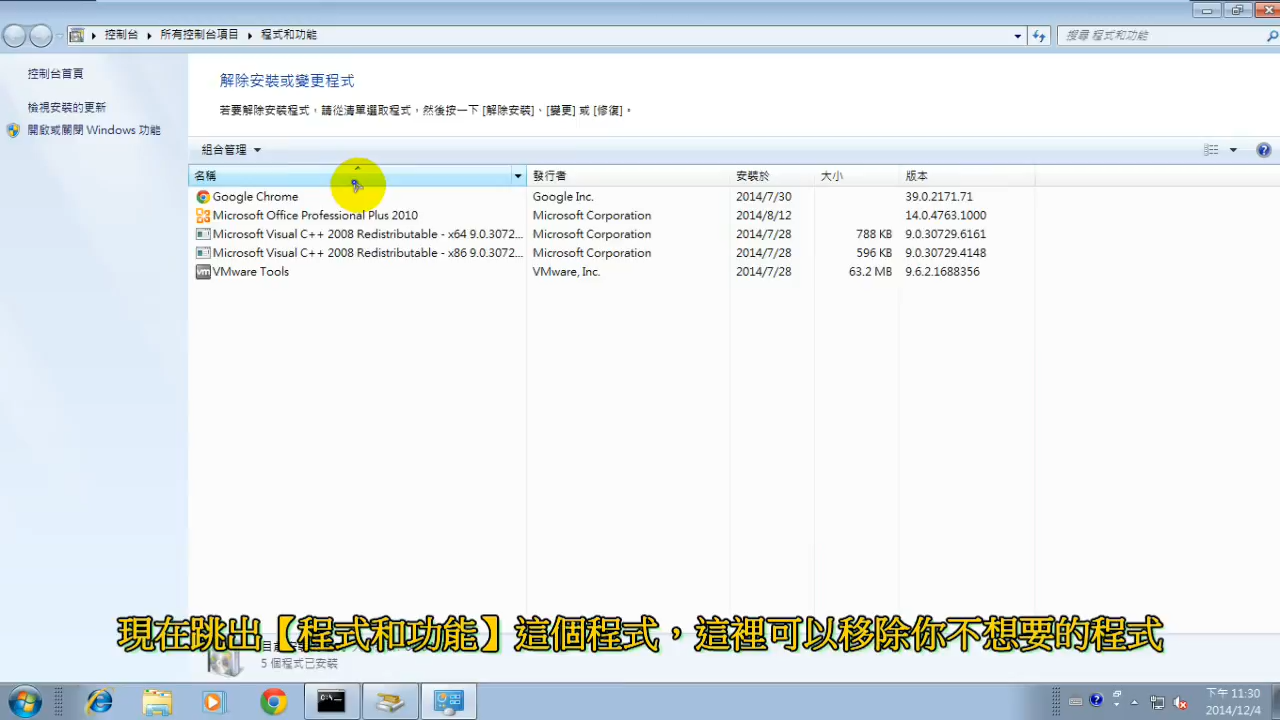 控制台 ▸ 所有控制台項目 ▸ 程式和功能
搜尋 程式和功能
控制台首頁
檢視安裝的更新
開啟或關閉 Windows 功能
解除安裝或變更程式
若要解除安裝程式，請從清單選取程式，然後按一下 [解除安裝]、[變更] 或 [修復]。
組合管理
名稱 發行者 安裝於 大小 版本
Google Chrome Google Inc. 2014/7/30 39.0.2171.71
Microsoft Office Professional Plus 2010 Microsoft Corporation 2014/8/12 14.0.4763.1000
Microsoft Visual C++ 2008 Redistributable - x64 9.0.3072... Microsoft Corporation 2014/7/28 788 KB 9.0.30729.6161
Microsoft Visual C++ 2008 Redistributable - x86 9.0.3072... Microsoft Corporation 2014/7/28 596 KB 9.0.30729.4148
VMware Tools VMware, Inc. 2014/7/28 63.2 MB 9.6.2.1688356
現在跳出【程式和功能】這個程式，這裡可以移除你不想要的程式
5 個程式已安裝
下午 11:30
2014/12/4